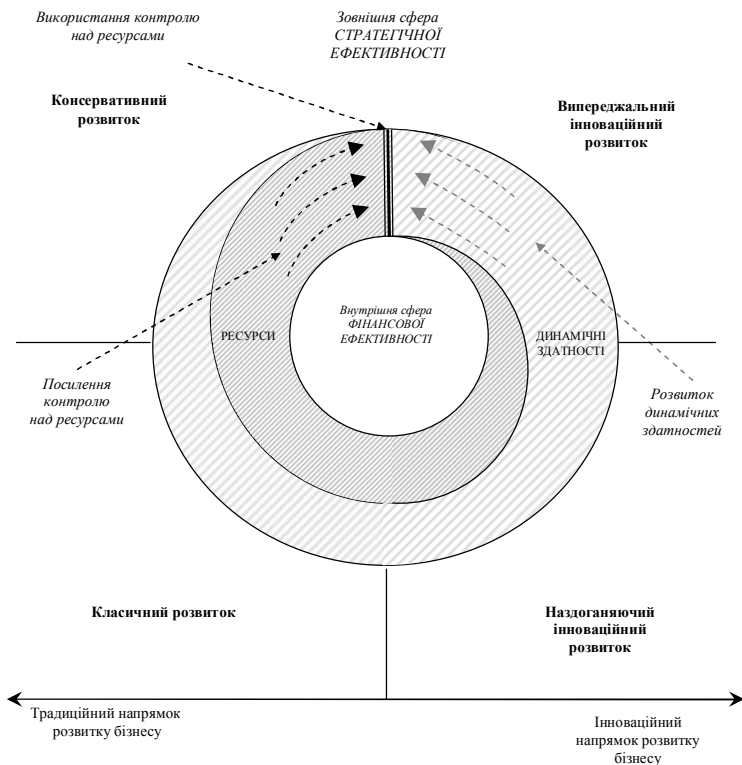 Використання контролю
над ресурсами
Зовнішня сфера
СТРАТЕГІЧНОЇ
ЕФЕКТИВНОСТІ
Консервативний
розвиток
Випереджальний
інноваційний
розвиток
Внутрішня сфера
ФІНАНСОВОЇ
ЕФЕКТИВНОСТІ
РЕСУРСИ
ДИНАМІЧНІ
ЗДАТНОСТІ
Посилення
контролю
над ресурсами
Розвиток
динамічних
здатностей
Класичний розвиток
Наздоганяючий
інноваційний
розвиток
Традиційний напрямок
розвитку бізнесу
Інноваційний
напрямок розвитку
бізнесу